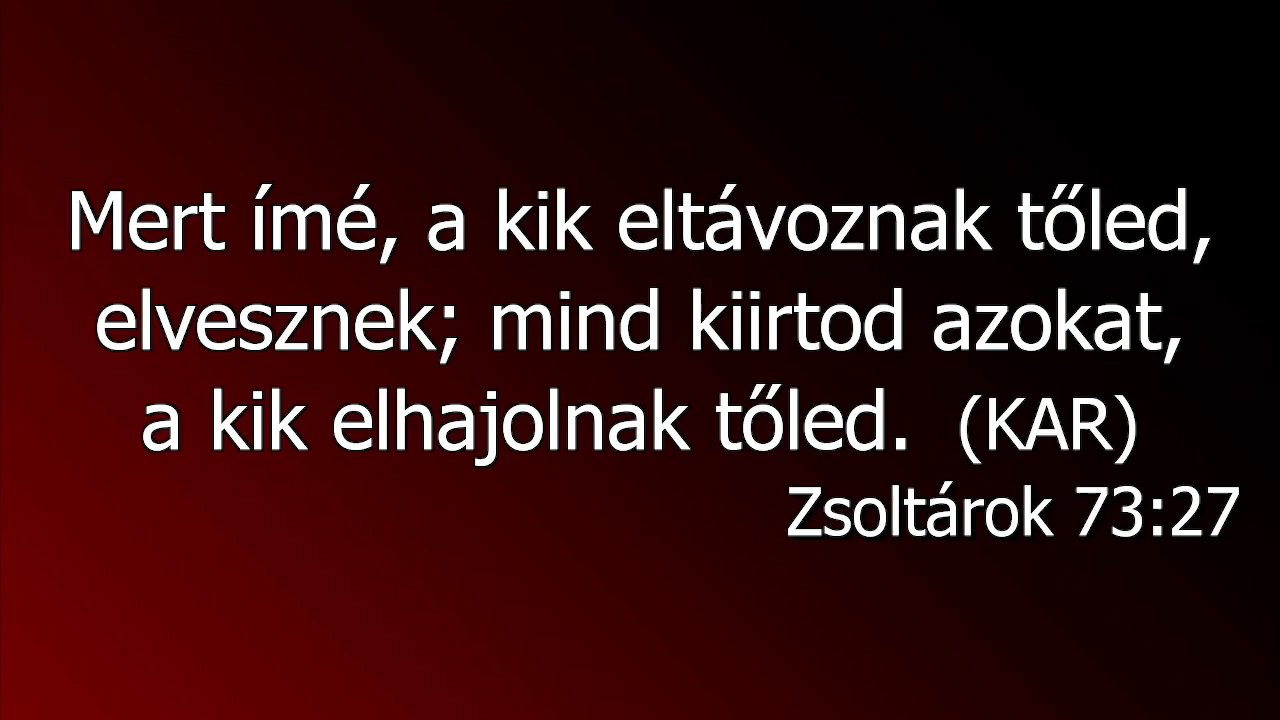 Mert ímé, a kik eltávoznak tőled,
elvesznek; mind kiirtod azokat,
a kik elhajolnak tőled.  (KAR)
Zsoltárok 73:27